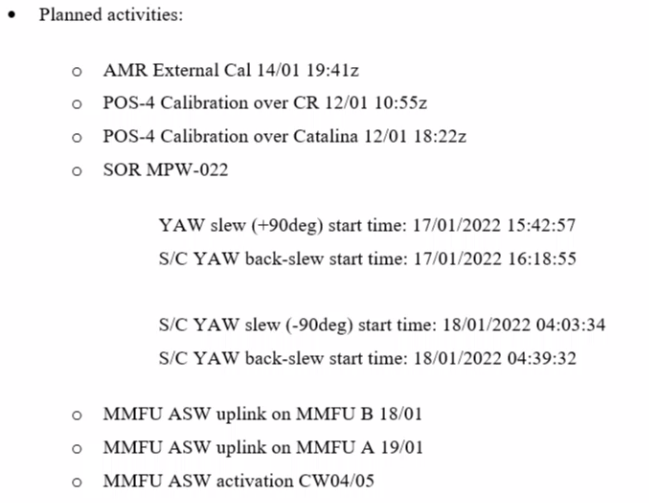 • Planned activities:
o AMR External Cal 14/01 19:41z
o POS-4 Calibration over CR 12/01 10:55z
o POS-4 Calibration over Catalina 12/01 18:22z
o SOR MPW-022
YAW slew (+90deg) start time: 17/01/2022 15:42:57
S/C YAW back-slew start time: 17/01/2022 16:18:55
S/C YAW slew (-90deg) start time: 18/01/2022 04:03:34
S/C YAW back-slew start time: 18/01/2022 04:39:32
o MMFU ASW uplink on MMFU B 18/01
o MMFU ASW uplink on MMFU A 19/01
o MMFU ASW activation CW04/05